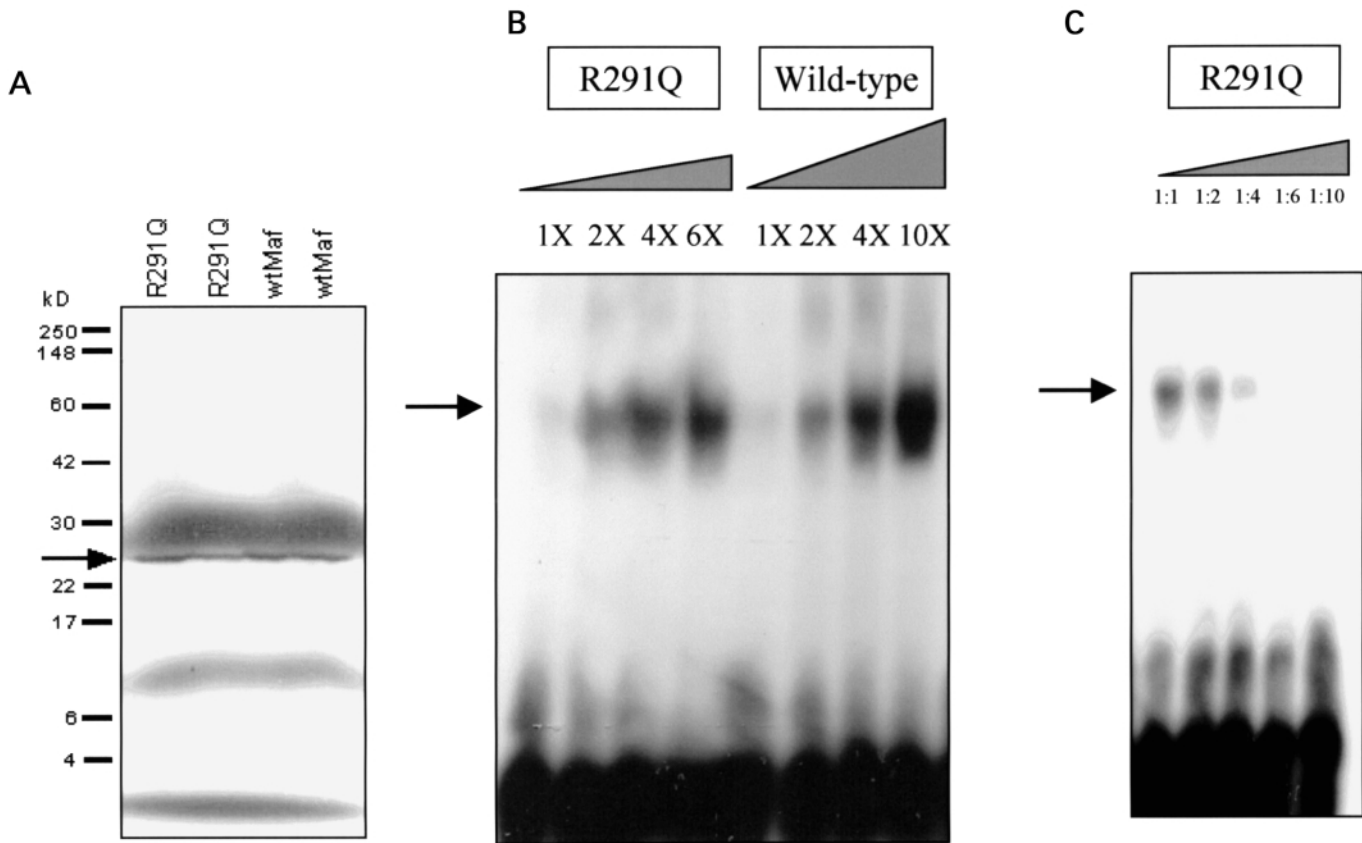 A
R291Q
R291Q
wtMaf
wtMaf
kD
250
148
60
42
30
22
17
6
4
B
R291Q
Wild-type
1X 2X 4X 6X 1X 2X 4X 10X
C
R291Q
1:1 1:2 1:4 1:6 1:10